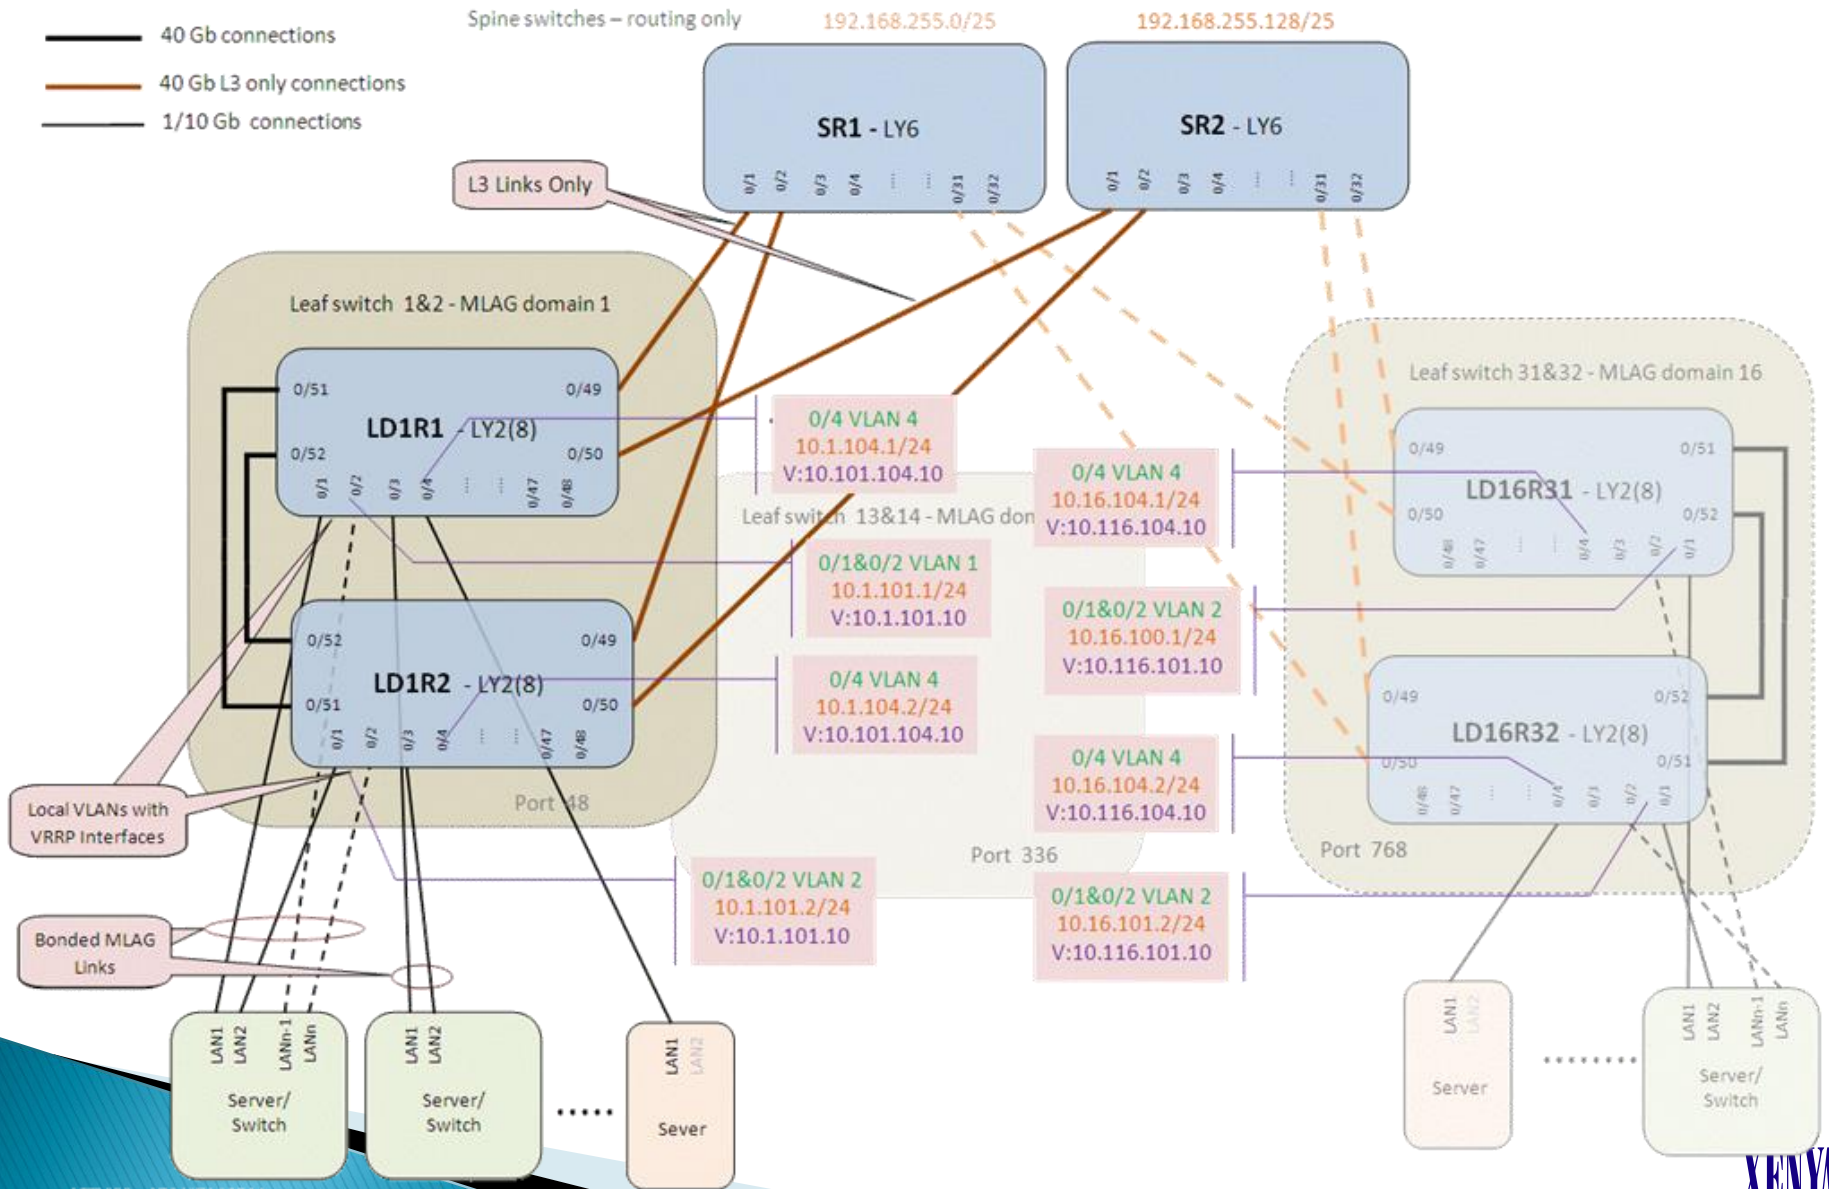 40 Gb connections
40 Gb L3 only connections
1/10 Gb connections
Spine switches – routing only
192.168.255.0/25
192.168.255.128/25
SR1 - LY6
0/1 0/2 0/3 0/4 .... .... 0/31 0/32
SR2 - LY6
0/1 0/2 0/3 0/4 .... .... 0/31 0/32
L3 Links Only
Leaf switch 1&2 - MLAG domain 1
0/51 0/49
LD1R1 - LY2(8)
0/52 0/50
0/1 0/2 0/3 0/4 .... .... 0/47 0/48
0/52 0/49
LD1R2 - LY2(8)
0/51 0/50
0/1 0/2 0/3 0/4 .... .... 0/47 0/48
Port 48
0/4 VLAN 4
10.1.104.1/24
V:10.101.104.10
Leaf switch 13&14 - MLAG dom
0/1&0/2 VLAN 1
10.1.101.1/24
V:10.1.101.10
0/4 VLAN 4
10.1.104.2/24
V:10.101.104.10
0/1&0/2 VLAN 2
10.1.101.2/24
V:10.1.101.10
Port 336
0/4 VLAN 4
10.16.104.1/24
V:10.116.104.10
0/1&0/2 VLAN 2
10.16.100.1/24
V:10.116.101.10
0/4 VLAN 4
10.16.104.2/24
V:10.116.104.10
0/1&0/2 VLAN 2
10.16.101.2/24
V:10.116.101.10
Leaf switch 31&32 - MLAG domain 16
0/49 0/51
LD16R31 - LY2(8)
0/50 0/52
0/48 0/47 .... .... 0/4 0/3 0/2 0/1
0/49 0/52
LD16R32 - LY2(8)
0/50 0/51
0/48 0/47 .... .... 0/4 0/3 0/2 0/1
Port 768
Local VLANs with
VRRP Interfaces
Bonded MLAG
Links
LAN1 LAN2 LANn-1 LANn
Server/
Switch
LAN1 LAN2
Server/
Switch
LAN1 LAN2
Sever
LAN1 LAN2
Server
LAN1 LAN2 LANn-1 LANn
Server/
Switch